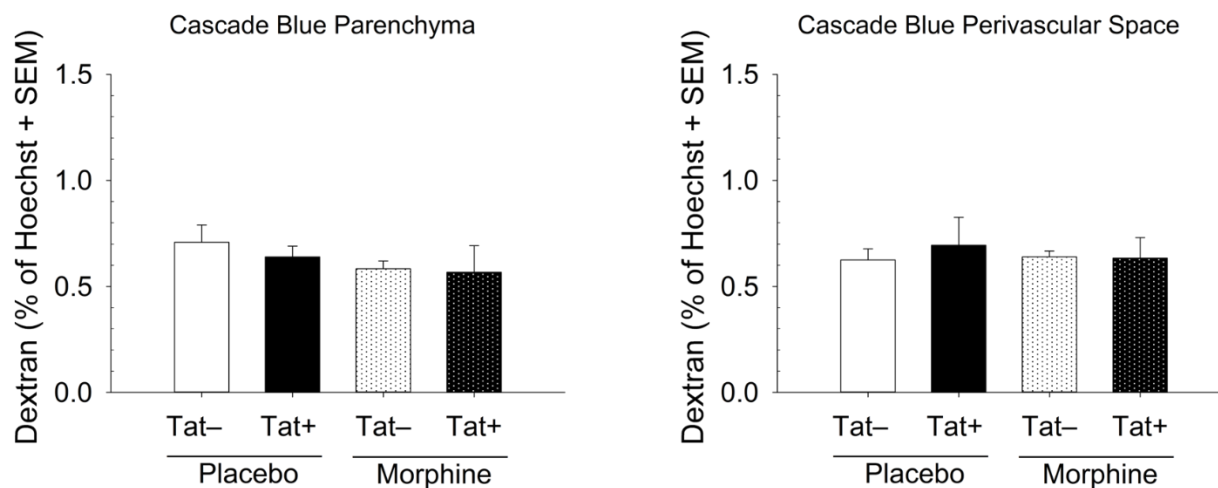 Cascade Blue Parenchyma
Dextran (% of Hoechst + SEM)
1.5
1.0
0.5
0.0
Tat– Tat+ Tat– Tat+
Placebo Morphine
Cascade Blue Perivascular Space
Dextran (% of Hoechst + SEM)
1.5
1.0
0.5
0.0
Tat– Tat+ Tat– Tat+
Placebo Morphine